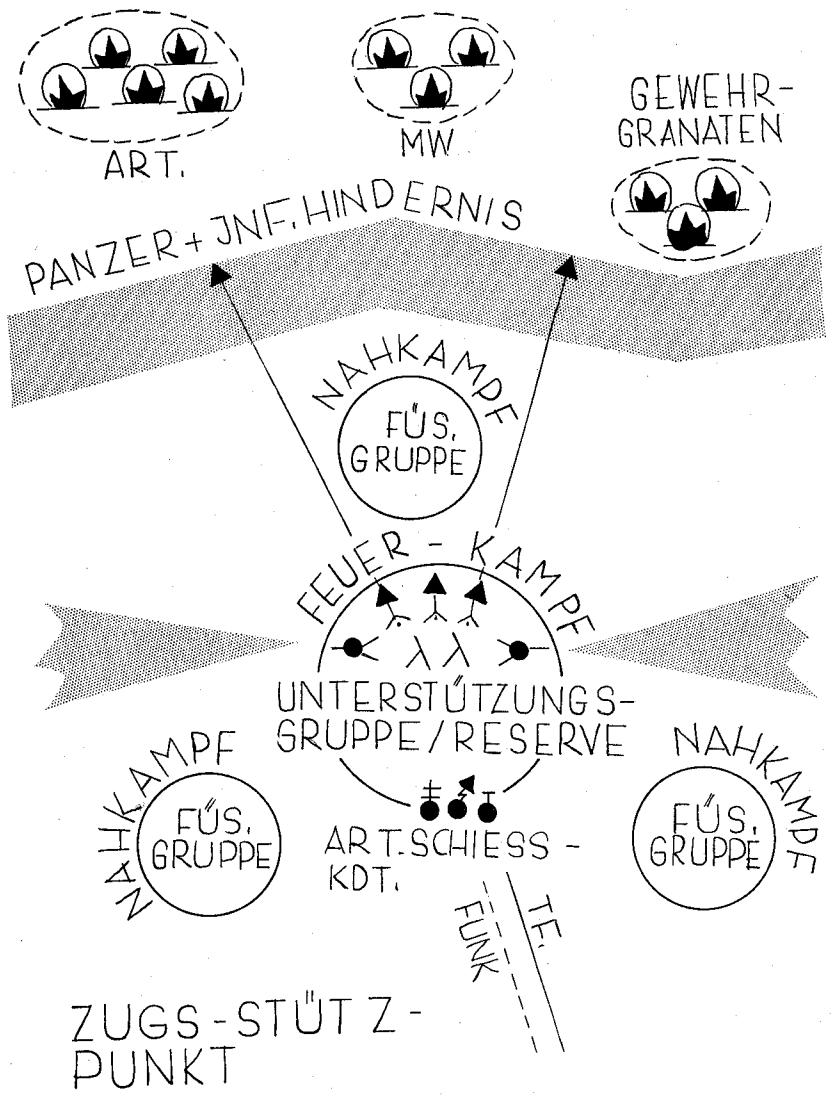 ART.
MW
GEWEHR-
GRANATEN
PANZER + JNF. HINDERNIS
NAHKAMPF
FÜS.
GRUPPE
FEUER - KAMPF
UNTERSTÜTZUNGS-
GRUPPE/RESERVE
NAHKAMPF
FÜS.
GRUPPE
NAHKAMPF
FÜS.
GRUPPE
ART.SCHIESS-
KDT.
FUNK
TF.
ZUGS-STÜTZ-
PUNKT